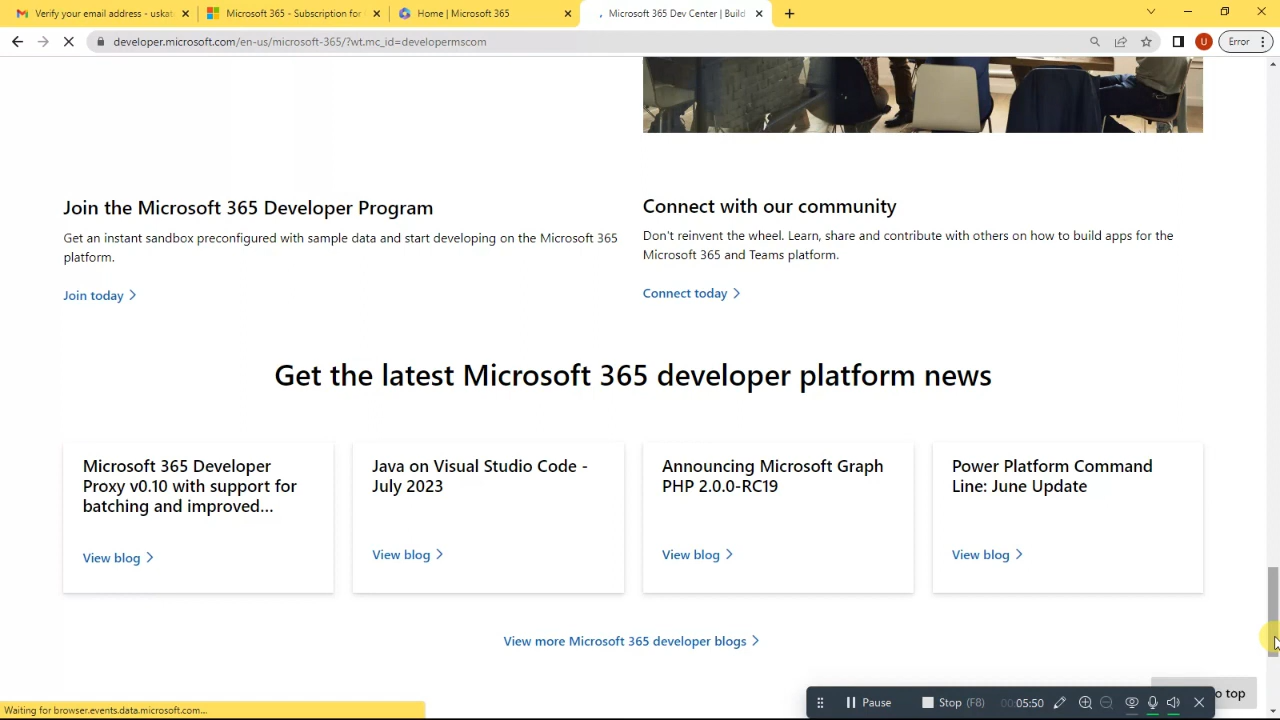 Verify your email address - uskat
Microsoft 365 - Subscription for
Home | Microsoft 365
Microsoft 365 Dev Center | Build
developer.microsoft.com/en-us/microsoft-365/?wt.mc_id=developermscom
U
Error
Join the Microsoft 365 Developer Program
Get an instant sandbox preconfigured with sample data and start developing on the Microsoft 365
platform.
Join today
Connect with our community
Don't reinvent the wheel. Learn, share and contribute with others on how to build apps for the
Microsoft 365 and Teams platform.
Connect today
Get the latest Microsoft 365 developer platform news
Microsoft 365 Developer
Proxy v0.10 with support for
batching and improved...
View blog
Java on Visual Studio Code -
July 2023
View blog
Announcing Microsoft Graph
PHP 2.0.0-RC19
View blog
Power Platform Command
Line: June Update
View blog
View more Microsoft 365 developer blogs
o top
Waiting for browser.events.data.microsoft.com...
Pause
Stop (F8)
00:05:50